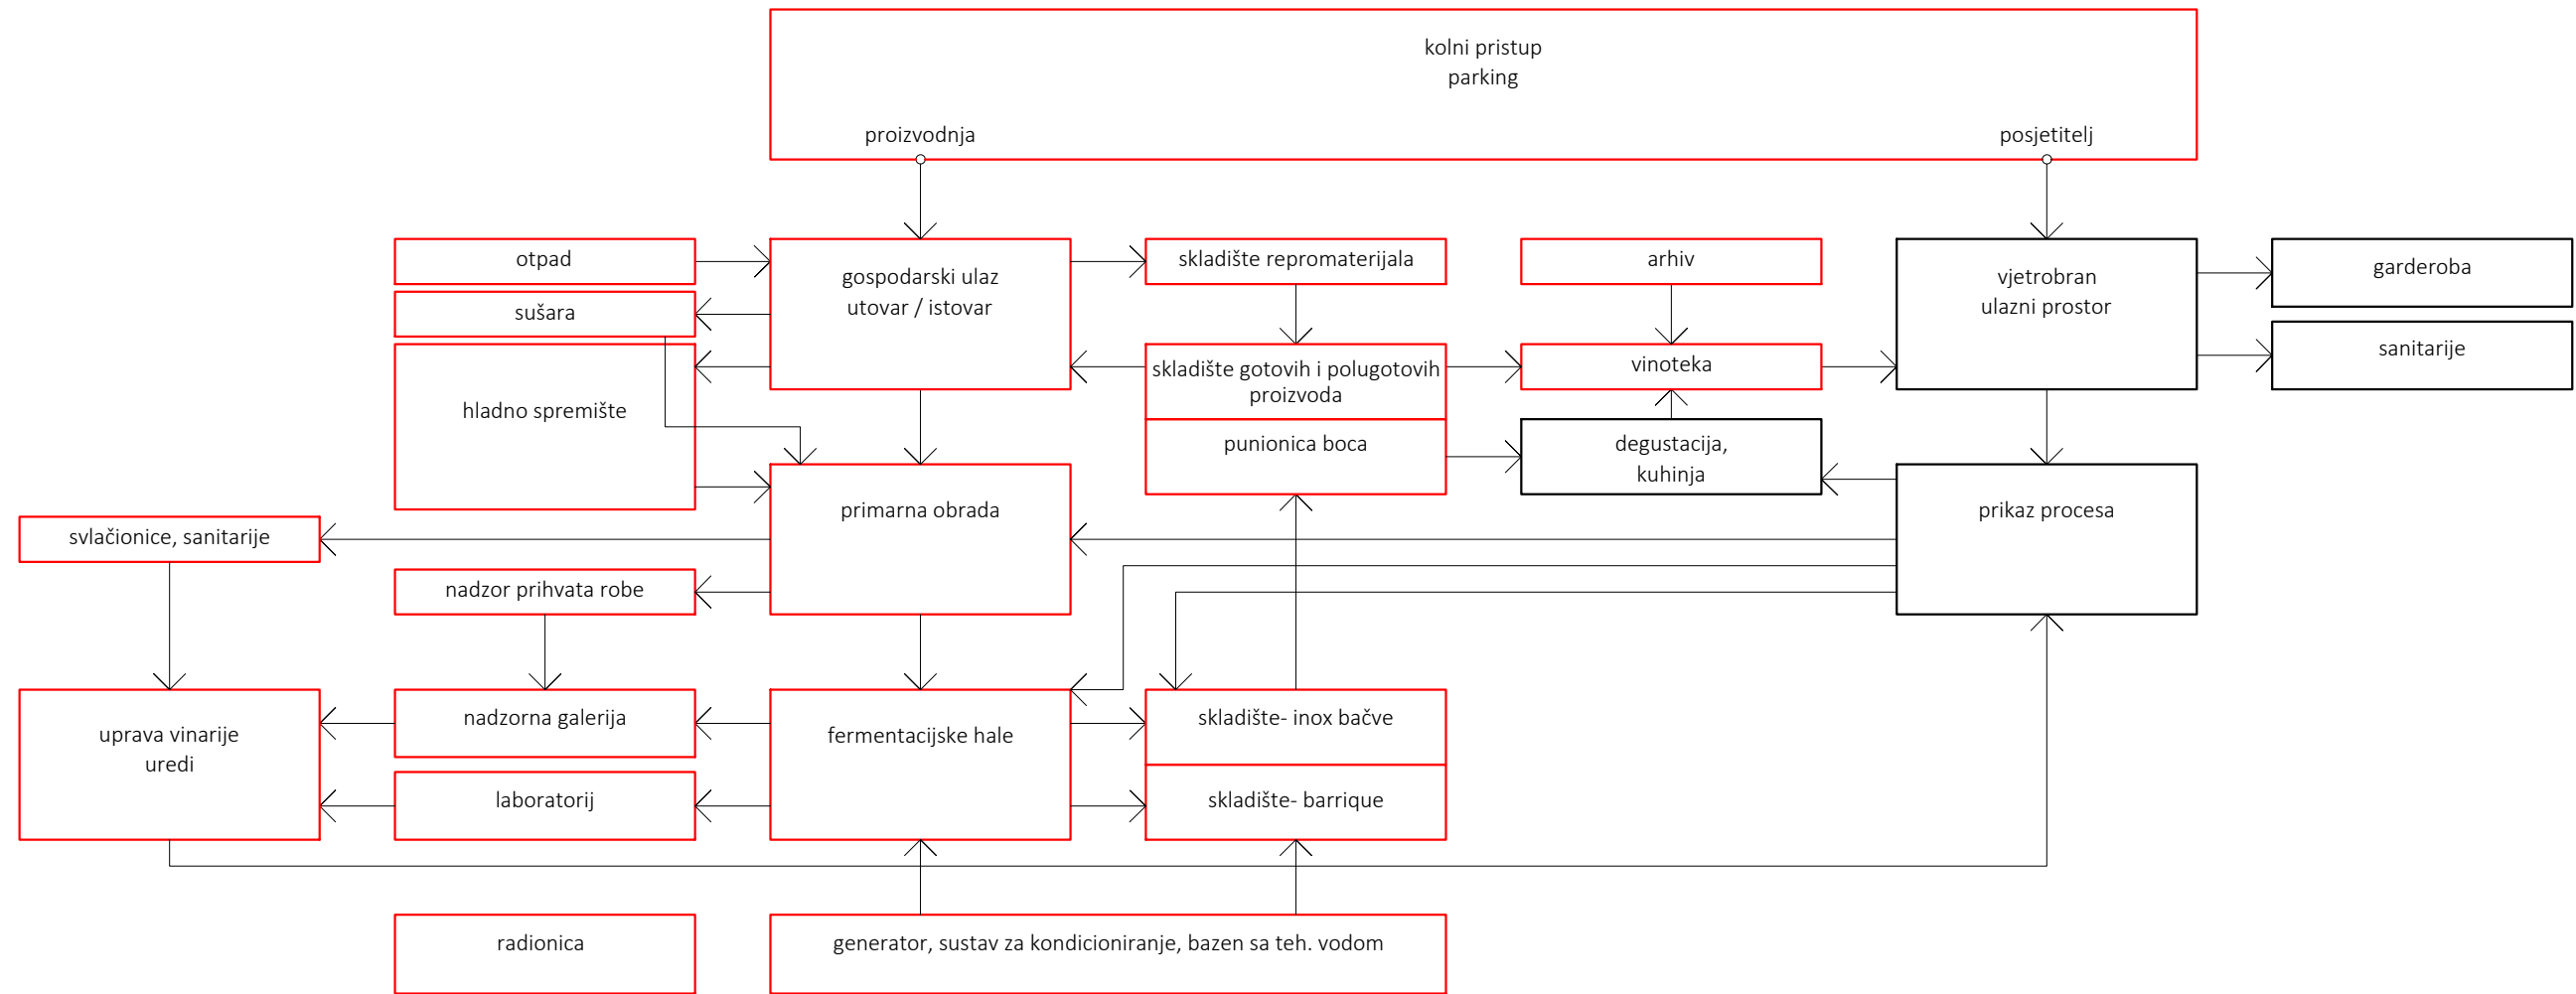 kolni pristup
parking
proizvodnja
posjetitelj
otpad
gospodarski ulaz
utovar / istovar
skladište repromaterijala
arhiv
vjetrobran
ulazni prostor
garderoba
sušara
sanitarije
hladno spremište
skladište gotovih i polugotovih
proizvoda
vinoteka
punionica boca
degustacija,
kuhinja
primarna obrada
prikaz procesa
svlačionice, sanitarije
nadzor prihvata robe
uprava vinarije
uredi
nadzorna galerija
fermentacijske hale
skladište- inox bačve
laboratorij
skladište- barrique
radionica
generator, sustav za kondicioniranje, bazen sa teh. vodom